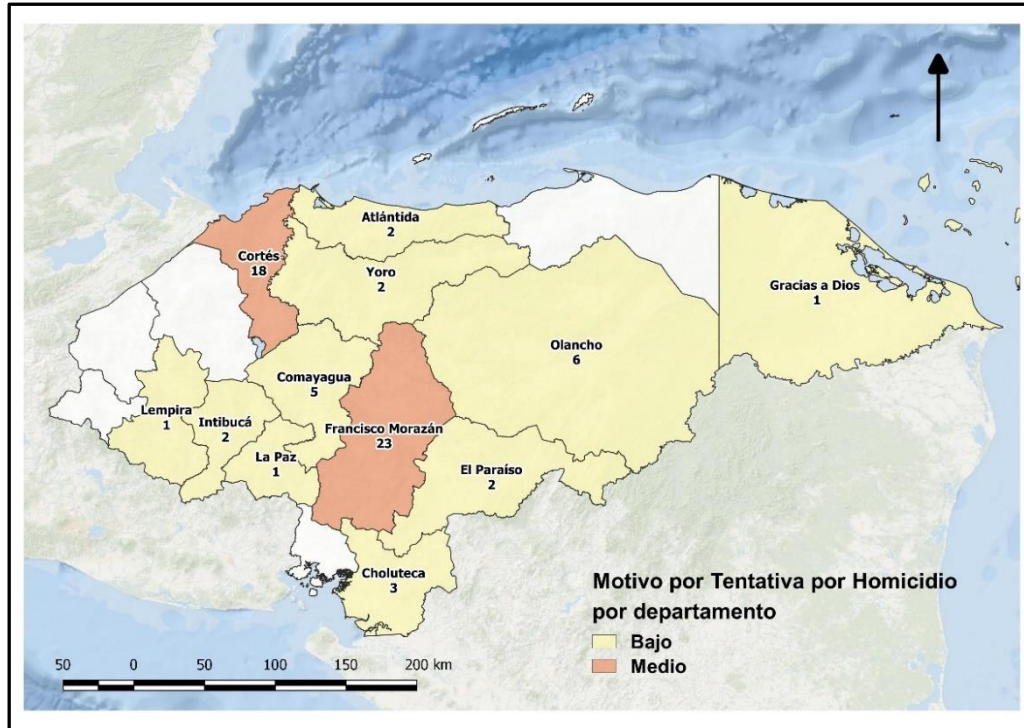 Atlántida
2
Cortés
18
Yoro
2
Gracias a Dios
1
Olancho
6
Comayagua
5
Lempira
1
Intibucá
2
Francisco Morazán
23
La Paz
1
El Paraíso
2
Choluteca
3
Motivo por Tentativa por Homicidio
por departamento
Bajo
Medio
50 0 50 100 150 200 km